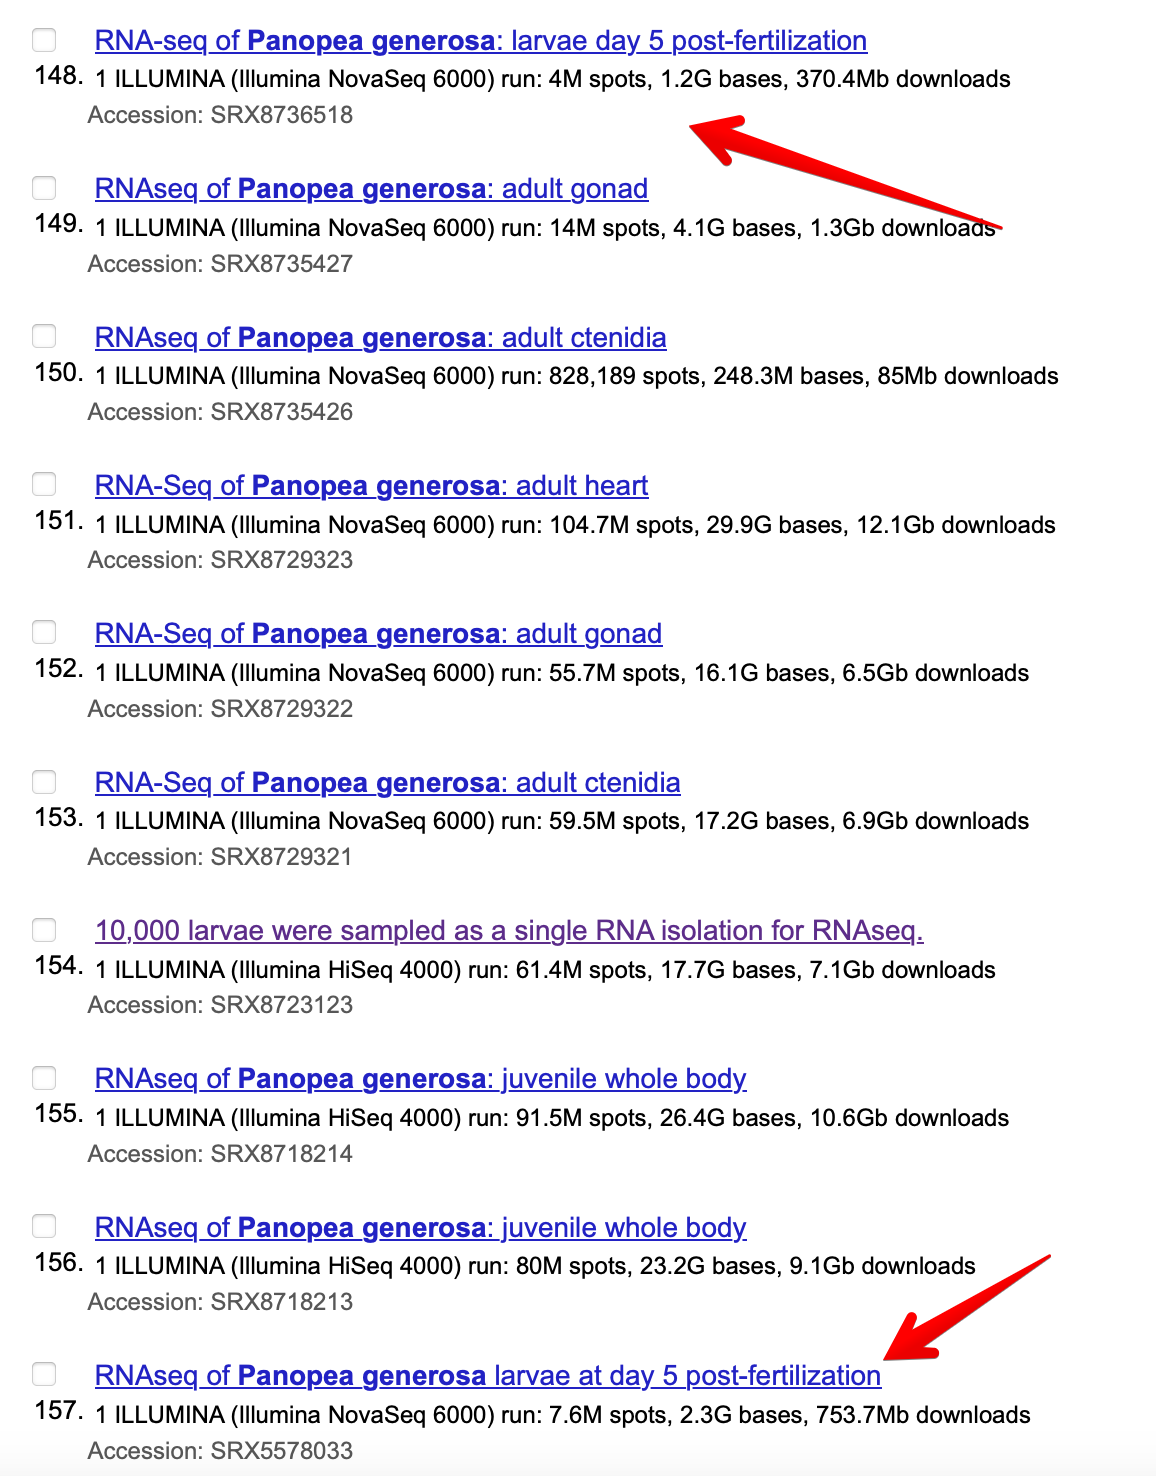 RNA-seq of Panopea generosa: larvae day 5 post-fertilization
148. 1 ILLUMINA (Illumina NovaSeq 6000) run: 4M spots, 1.2G bases, 370.4Mb downloads
Accession: SRX8736518
RNAseq of Panopea generosa: adult gonad
149. 1 ILLUMINA (Illumina NovaSeq 6000) run: 14M spots, 4.1G bases, 1.3Gb downloads
Accession: SRX8735427
RNAseq of Panopea generosa: adult ctenidia
150. 1 ILLUMINA (Illumina NovaSeq 6000) run: 828,189 spots, 248.3M bases, 85Mb downloads
Accession: SRX8735426
RNA-Seq of Panopea generosa: adult heart
151. 1 ILLUMINA (Illumina NovaSeq 6000) run: 104.7M spots, 29.9G bases, 12.1Gb downloads
Accession: SRX8729323
RNA-Seq of Panopea generosa: adult gonad
152. 1 ILLUMINA (Illumina NovaSeq 6000) run: 55.7M spots, 16.1G bases, 6.5Gb downloads
Accession: SRX8729322
RNA-Seq of Panopea generosa: adult ctenidia
153. 1 ILLUMINA (Illumina NovaSeq 6000) run: 59.5M spots, 17.2G bases, 6.9Gb downloads
Accession: SRX8729321
10,000 larvae were sampled as a single RNA isolation for RNAseq.
154. 1 ILLUMINA (Illumina HiSeq 4000) run: 61.4M spots, 17.7G bases, 7.1Gb downloads
Accession: SRX8723123
RNAseq of Panopea generosa: juvenile whole body
155. 1 ILLUMINA (Illumina HiSeq 4000) run: 91.5M spots, 26.4G bases, 10.6Gb downloads
Accession: SRX8718214
RNAseq of Panopea generosa: juvenile whole body
156. 1 ILLUMINA (Illumina HiSeq 4000) run: 80M spots, 23.2G bases, 9.1Gb downloads
Accession: SRX8718213
RNAseq of Panopea generosa larvae at day 5 post-fertilization
157. 1 ILLUMINA (Illumina NovaSeq 6000) run: 7.6M spots, 2.3G bases, 753.7Mb downloads
Accession: SRX5578033